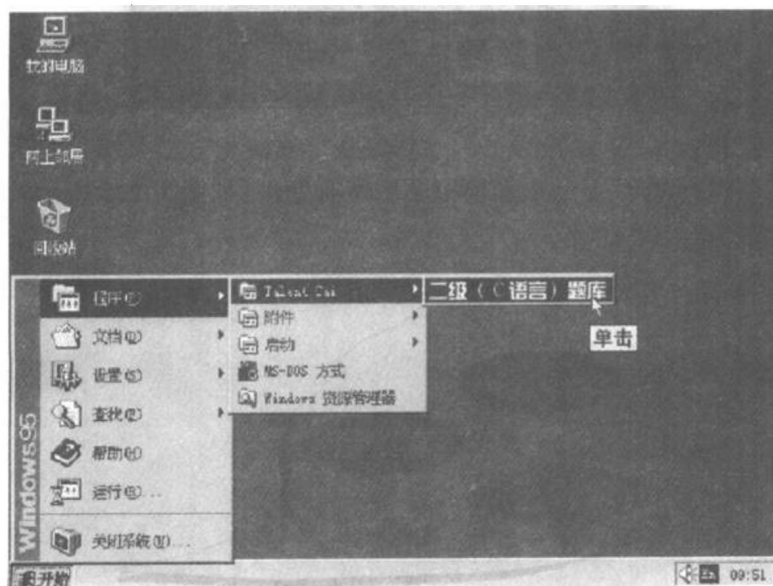 我的电脑
网上邻居
回收站
程序(P)
文档(D)
设置(S)
查找(F)
帮助(H)
运行(R)...
关闭系统(U)...
Windows95
附件
启动
MS-DOS 方式
Windows 资源管理器
二级（C语言）题库
单击
开始
09:51